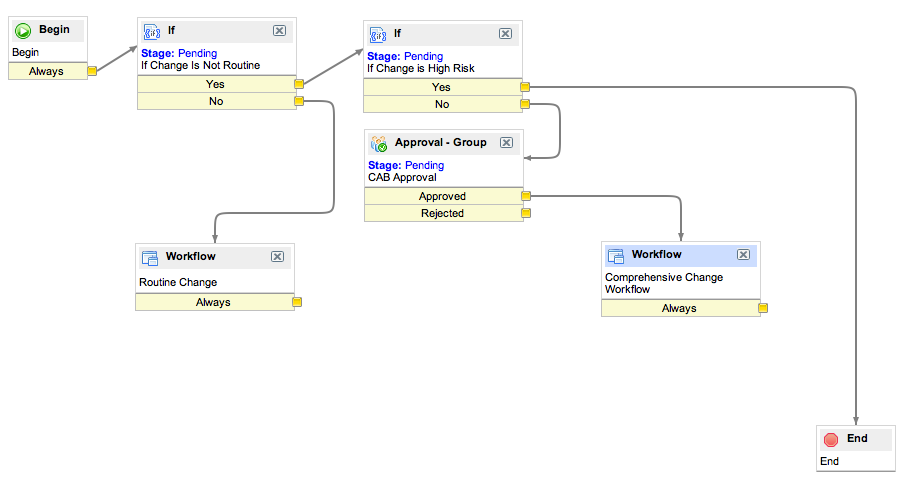 Begin
Begin
Always
If
Stage: Pending
If Change Is Not Routine
Yes
No
If
Stage: Pending
If Change is High Risk
Yes
No
Approval - Group
Stage: Pending
CAB Approval
Approved
Rejected
Workflow
Routine Change
Always
Workflow
Comprehensive Change
Workflow
Always
End
End